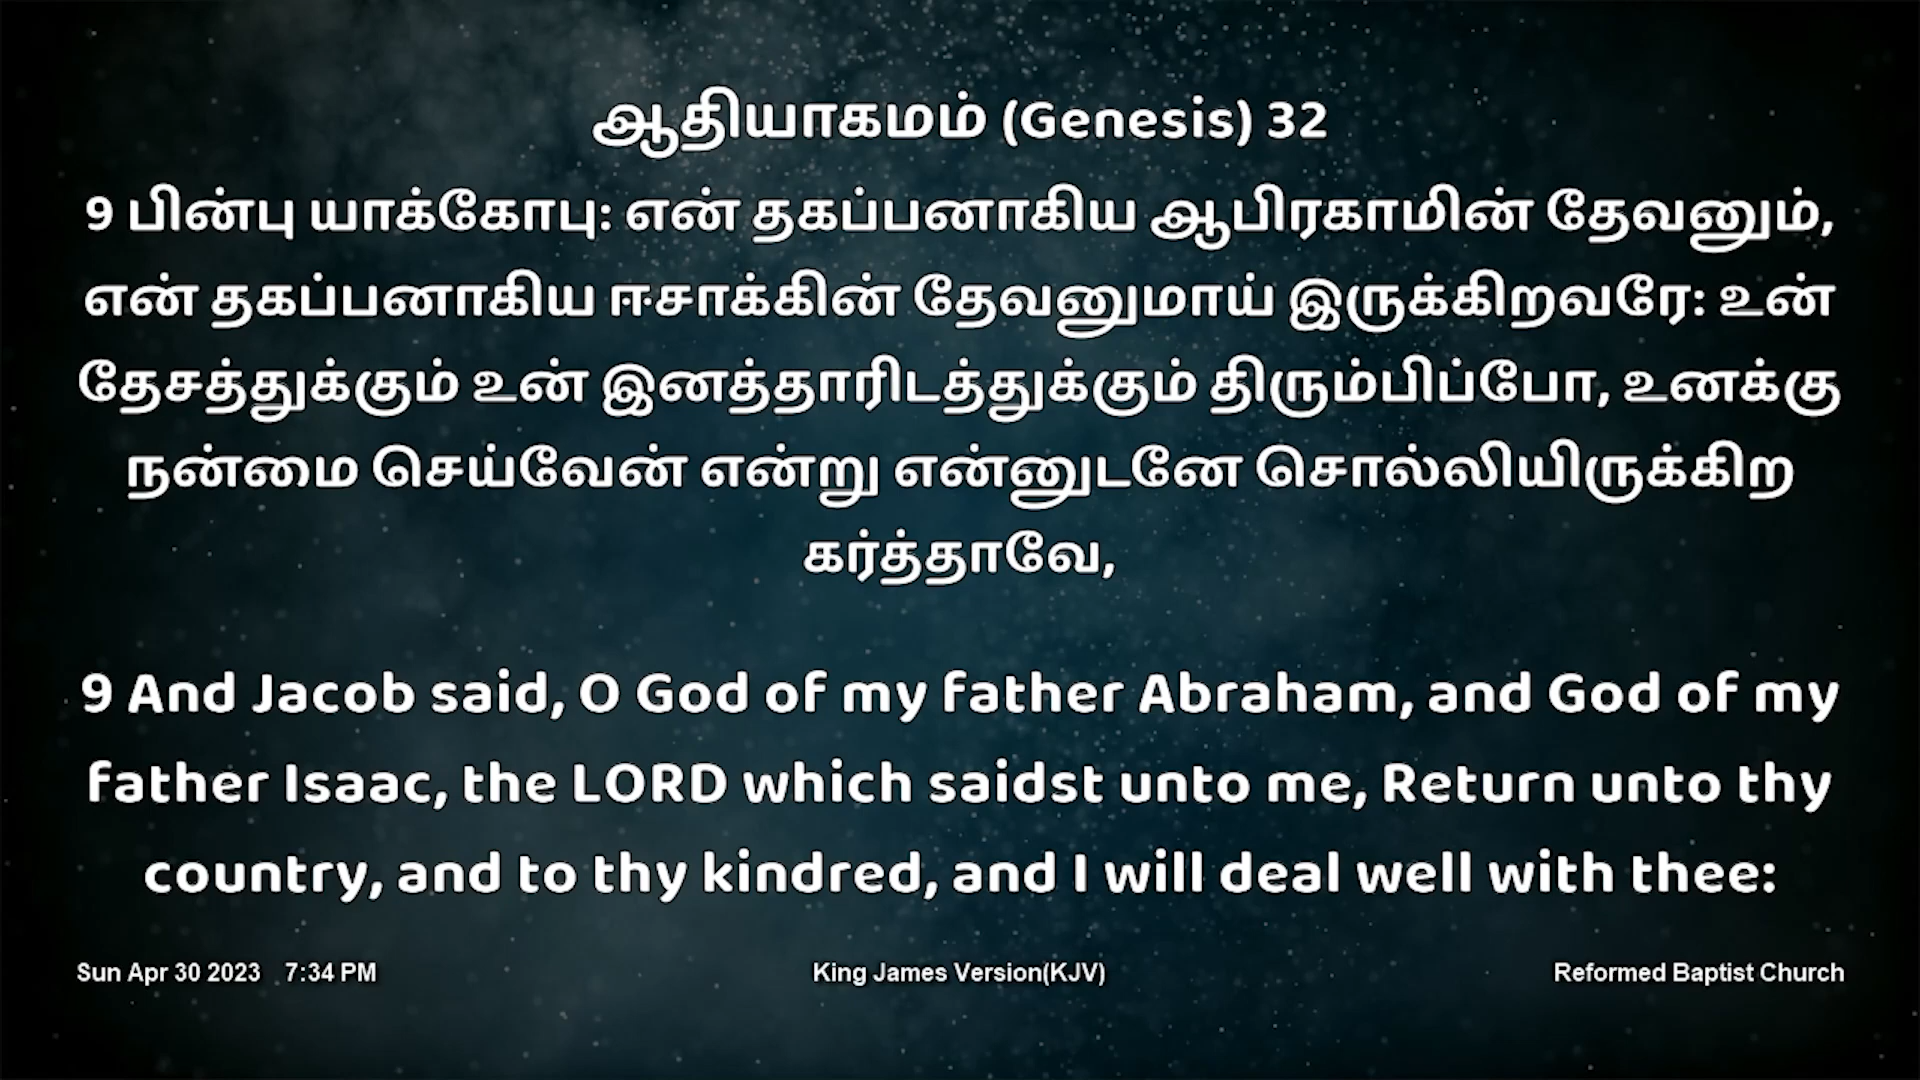 ஆதியாகமம் (Genesis) 32
9 பின்பு யாக்கோபு: என் தகப்பனாகிய ஆபிரகாமின் தேவனும்,
என் தகப்பனாகிய ஈசாக்கின் தேவனுமாய் இருக்கிறவரே: உன்
தேசத்துக்கும் உன் இனத்தாரிடத்துக்கும் திரும்பிப்போ, உனக்கு
நன்மை செய்வேன் என்று என்னுடனே சொல்லியிருக்கிற
கர்த்தாவே,
9 And Jacob said, O God of my father Abraham, and God of my
father Isaac, the LORD which saidst unto me, Return unto thy
country, and to thy kindred, and I will deal well with thee:
Sun Apr 30 2023 7:34 PM King James Version(KJV) Reformed Baptist Church